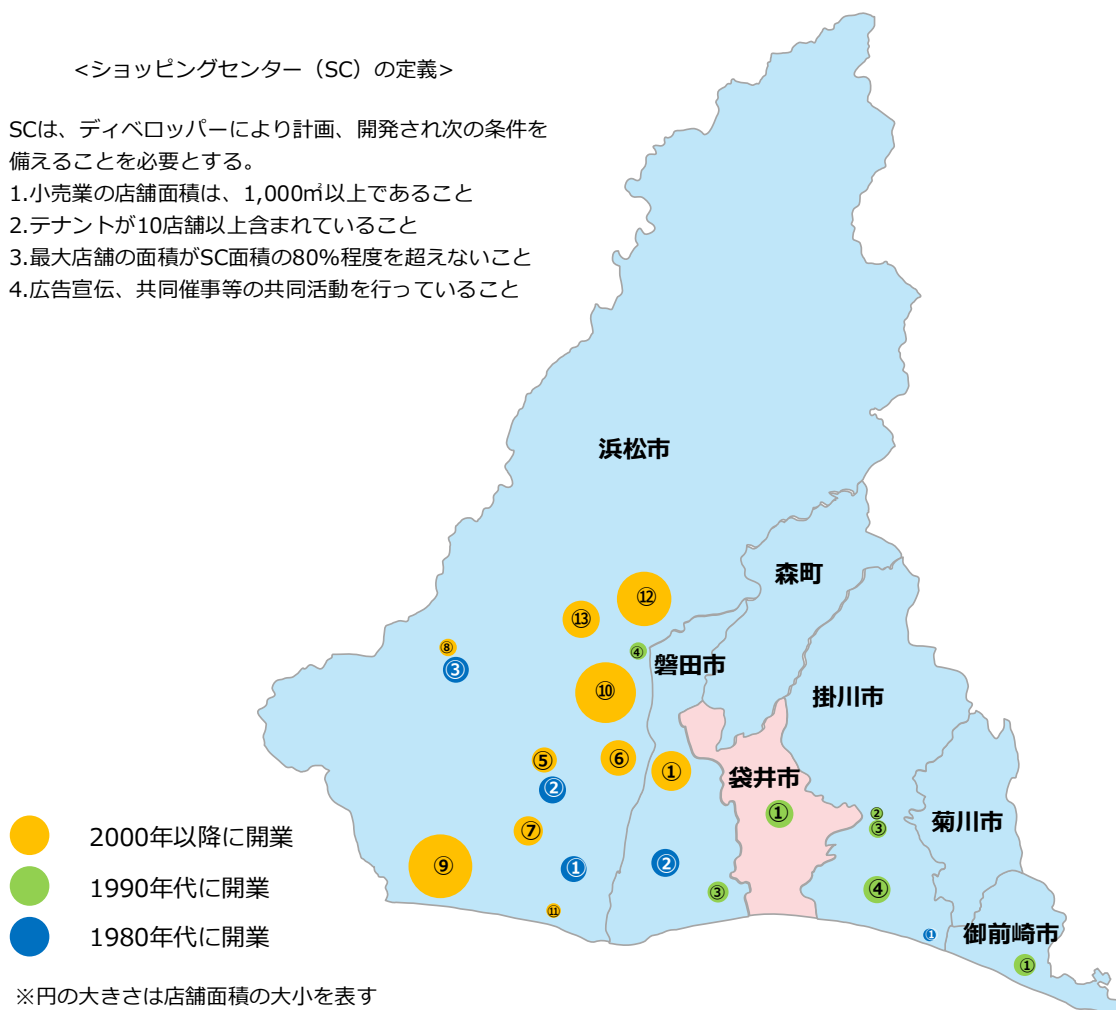 <ショッピングセンター（SC）の定義>
SCは、ディベロッパーにより計画、開発され次の条件を
備えることを必要とする。
1.小売業の店舗面積は、1,000㎡以上であること
2.テナントが10店舗以上含まれていること
3.最大店舗の面積がSC面積の80%程度を超えないこと
4.広告宣伝、共同催事等の共同活動を行っていること
浜松市
森町
⑫
⑬
⑧
④
磐田市
③
⑩
掛川市
⑤
⑥
①
袋井市
②
①
②
③
菊川市
⑦
⑨
①
②
③
④
⑪
①
御前崎市
①
2000年以降に開業
1990年代に開業
1980年代に開業
※円の大きさは店舗面積の大小を表す